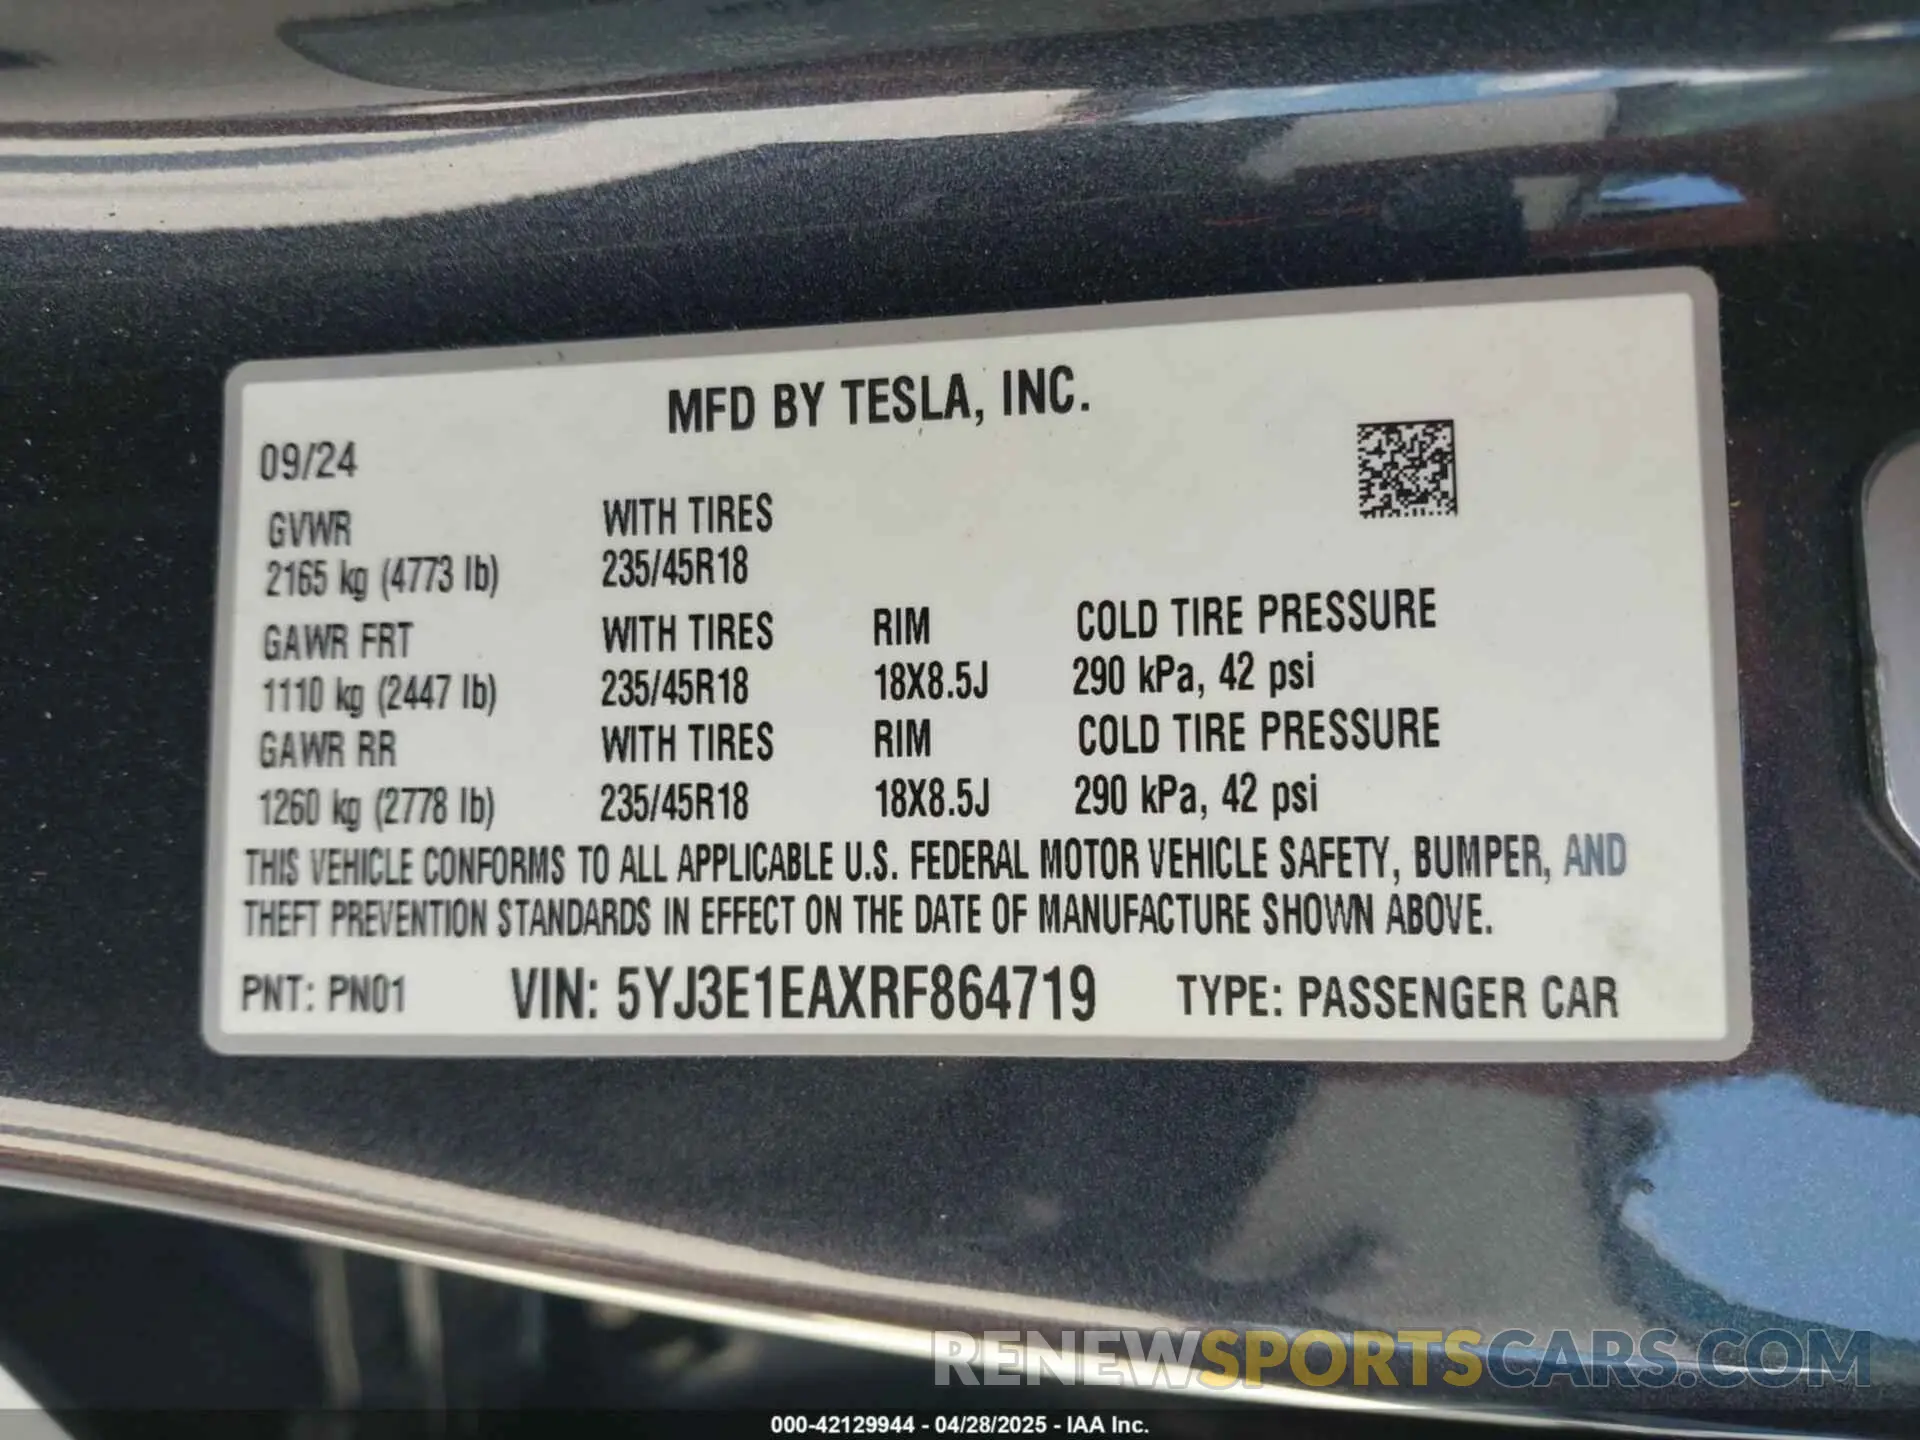 MFD BY TESLA, INC.
09/24
GVWR WITH TIRES
2165 kg (4773 lb) 235/45R18
GAWR FRT WITH TIRES RIM COLD TIRE PRESSURE
1110 kg (2447 lb) 235/45R18 18X8.5J 290 kPa, 42 psi
GAWR RR WITH TIRES RIM COLD TIRE PRESSURE
1260 kg (2778 lb) 235/45R18 18X8.5J 290 kPa, 42 psi
THIS VEHICLE CONFORMS TO ALL APPLICABLE U.S. FEDERAL MOTOR VEHICLE SAFETY, BUMPER, AND
THEFT PREVENTION STANDARDS IN EFFECT ON THE DATE OF MANUFACTURE SHOWN ABOVE.
PNT: PN01 VIN: 5YJ3E1EAXRF864719 TYPE: PASSENGER CAR
RENEWSPORTSCARS.COM
000-42129944 - 04/28/2025 - IAA Inc.